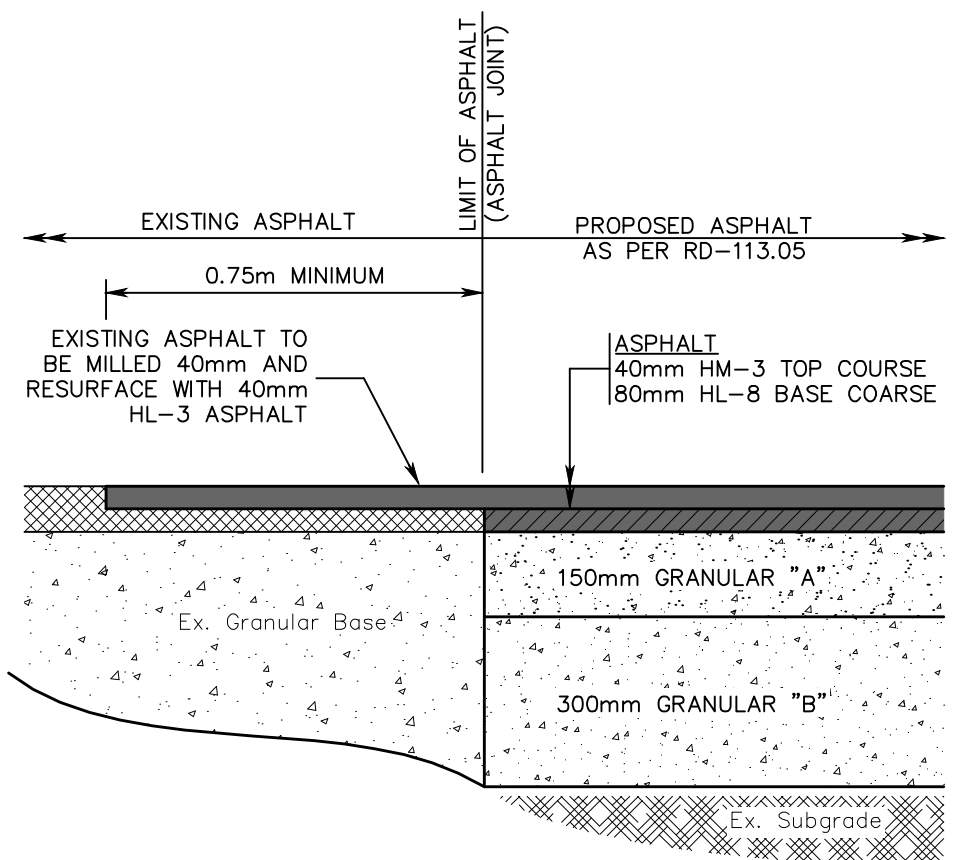 LIMIT OF ASPHALT
(ASPHALT JOINT)
EXISTING ASPHALT
PROPOSED ASPHALT
AS PER RD-113.05
0.75m MINIMUM
EXISTING ASPHALT TO
BE MILLED 40mm AND
RESURFACE WITH 40mm
HL-3 ASPHALT
ASPHALT
40mm HM-3 TOP COURSE
80mm HL-8 BASE COARSE
150mm GRANULAR "A"
Ex. Granular Base
300mm GRANULAR "B"
Ex. Subgrade